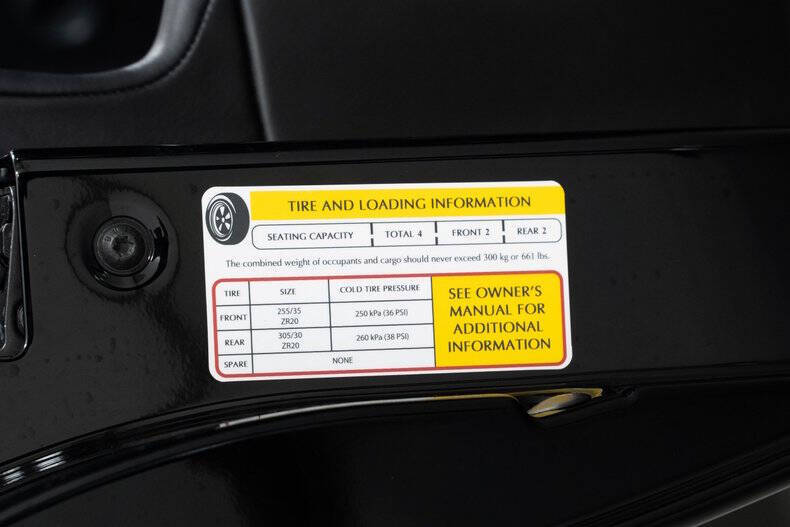 TIRE AND LOADING INFORMATION
SEATING CAPACITY TOTAL 4 FRONT 2 REAR 2
The combined weight of occupants and cargo should never exceed 300 kg or 661 lbs.
TIRE SIZE COLD TIRE PRESSURE
FRONT 255/35 ZR20 250 kPa (36 PSI)
REAR 305/30 ZR20 260 kPa (38 PSI)
SPARE NONE
SEE OWNER'S
MANUAL FOR
ADDITIONAL
INFORMATION